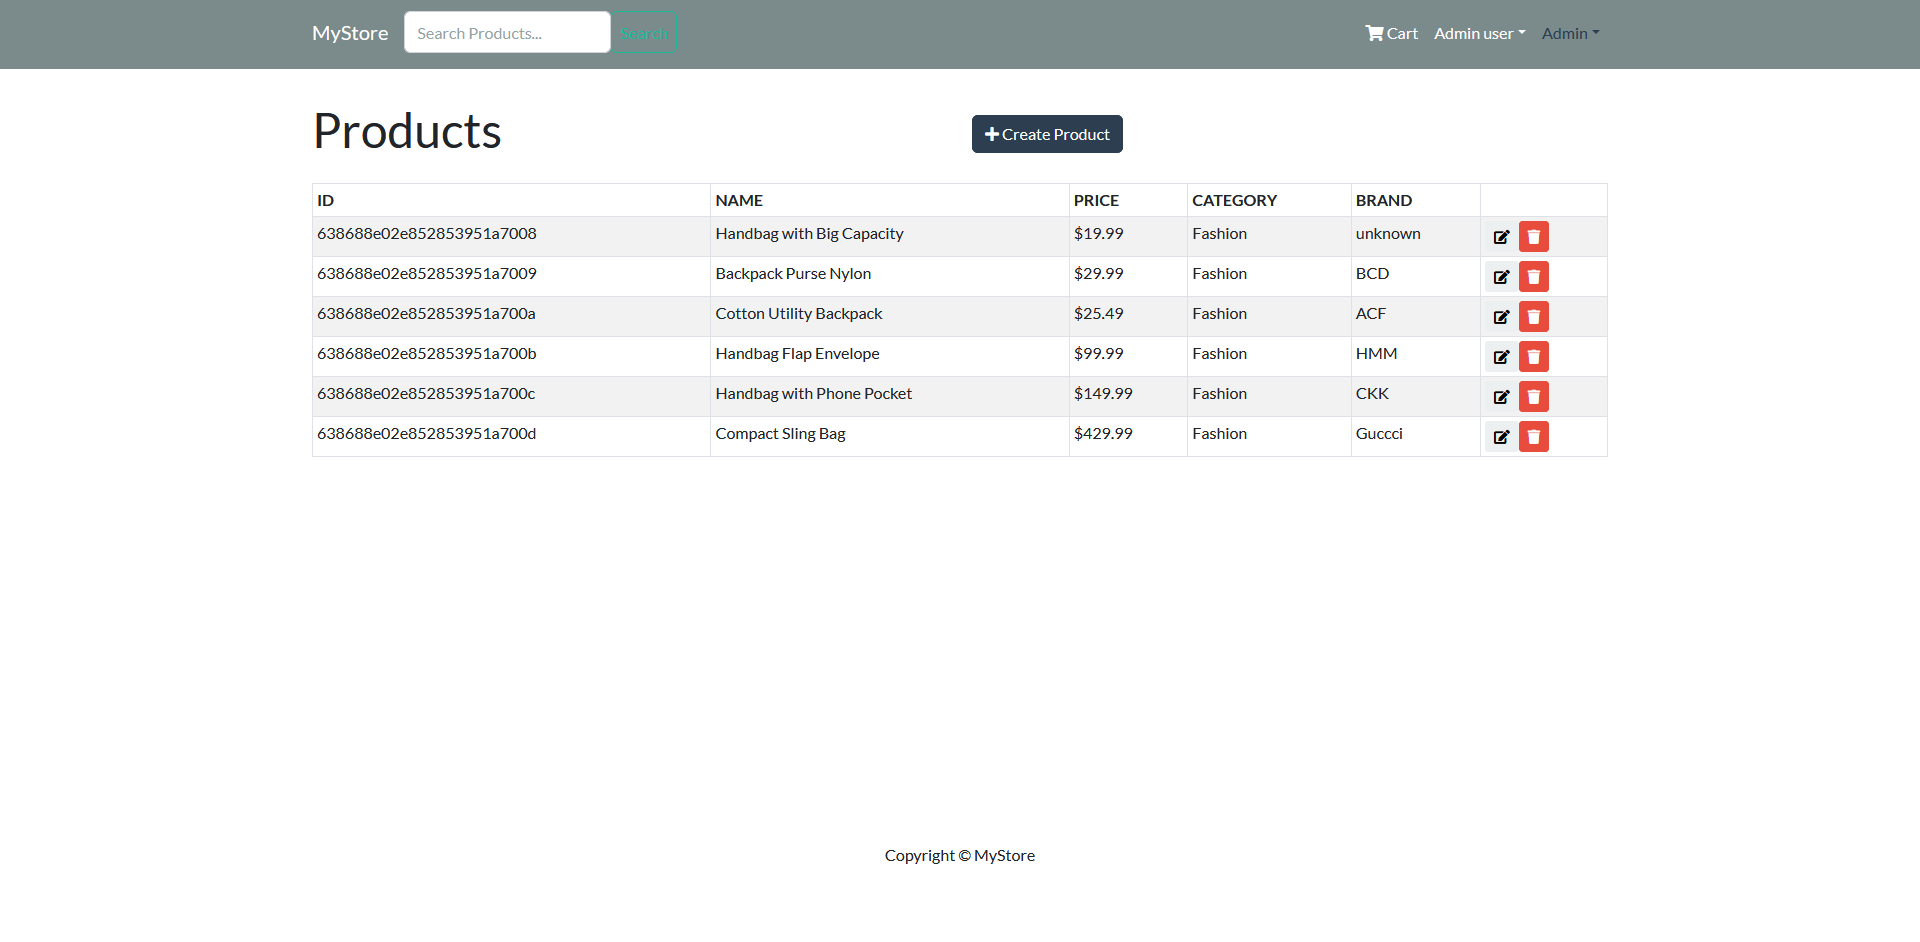 MyStore Search Products... Search Cart Admin user Admin
Products Create Product
ID NAME PRICE CATEGORY BRAND
638688e02e852853951a7008 Handbag with Big Capacity $19.99 Fashion unknown
638688e02e852853951a7009 Backpack Purse Nylon $29.99 Fashion BCD
638688e02e852853951a700a Cotton Utility Backpack $25.49 Fashion ACF
638688e02e852853951a700b Handbag Flap Envelope $99.99 Fashion HMM
638688e02e852853951a700c Handbag with Phone Pocket $149.99 Fashion CKK
638688e02e852853951a700d Compact Sling Bag $429.99 Fashion Guccci
Copyright © MyStore